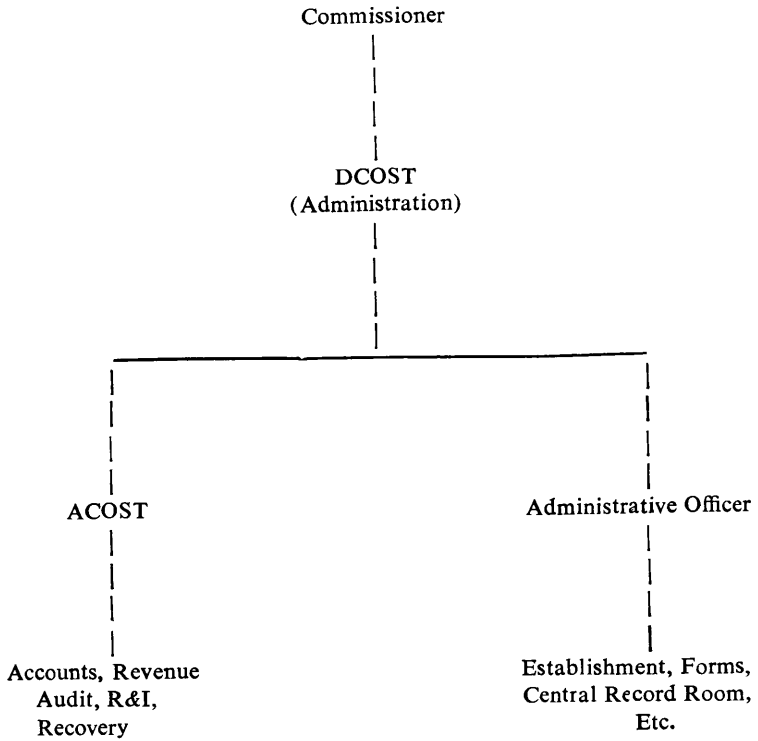 Commissioner
DCOST
(Administration)
ACOST
Administrative Officer
Accounts, Revenue
Audit, R&I,
Recovery
Establishment, Forms,
Central Record Room,
Etc.